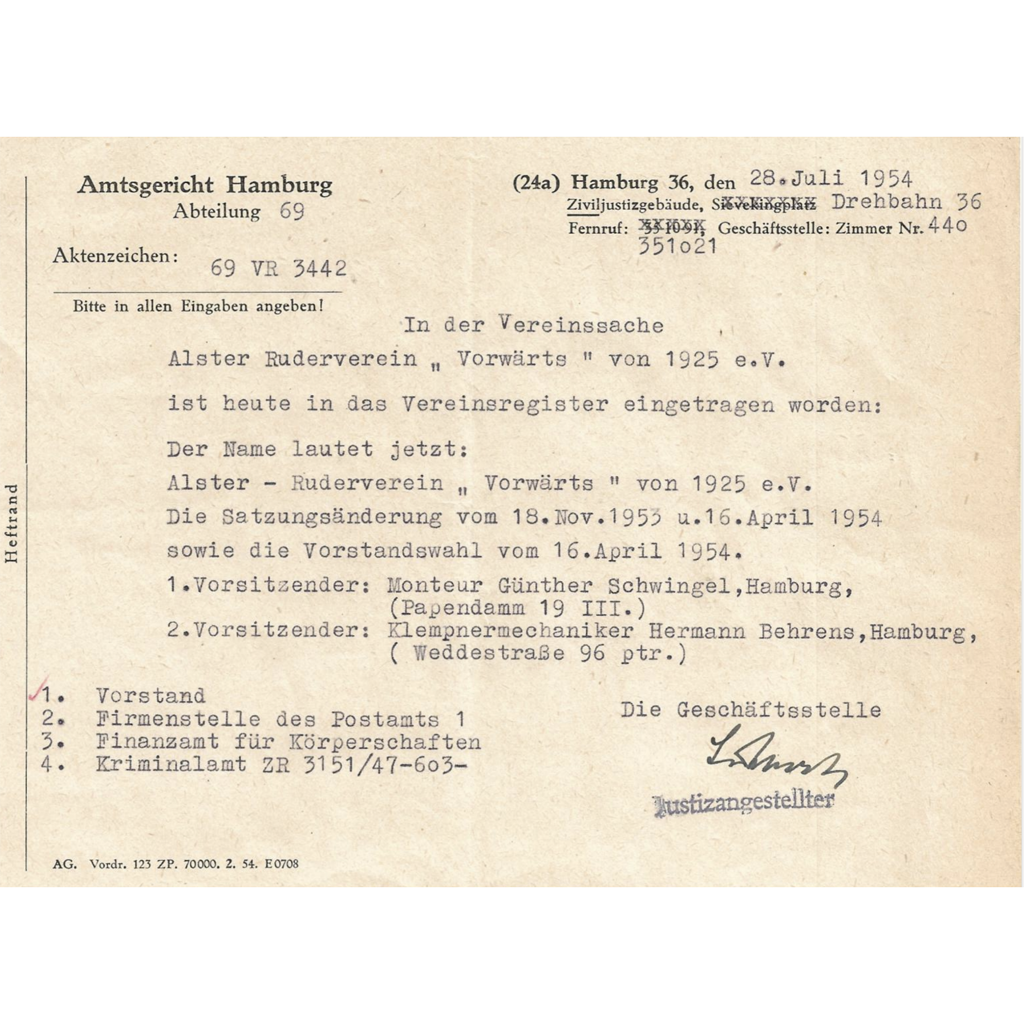 Amtsgericht Hamburg
Abteilung 69
Aktenzeichen: 69 VR 3442
Bitte in allen Eingaben angeben!
(24a) Hamburg 36, den 28.Juli 1954
Ziviljustizgebäude, Sievekingplatz Drehbahn 36
Fernruf: 35 10 91, Geschäftsstelle: Zimmer Nr. 44o
351o21
In der Vereinssache
Alster Ruderverein „ Vorwärts " von 1925 e.V.
ist heute in das Vereinsregister eingetragen worden:
Der Name lautet jetzt:
Alster - Ruderverein „ Vorwärts " von 1925 e.V.
Die Satzungsänderung vom 18.Nov.1953 u.16.April 1954
sowie die Vorstandswahl vom 16.April 1954.
1.Vorsitzender: Monteur Günther Schwingel,Hamburg,
(Papendamm 19 III.)
2.Vorsitzender: Klempnermechaniker Hermann Behrens,Hamburg,
( Weddestraße 96 ptr.)
Heftrand
1. Vorstand
2. Firmenstelle des Postamts 1
3. Finanzamt für Körperschaften
4. Kriminalamt ZR 3151/47-6o3-
Die Geschäftsstelle
Justizangestellter
AG. Vordr. 123 ZP. 70000. 2. 54. E0708